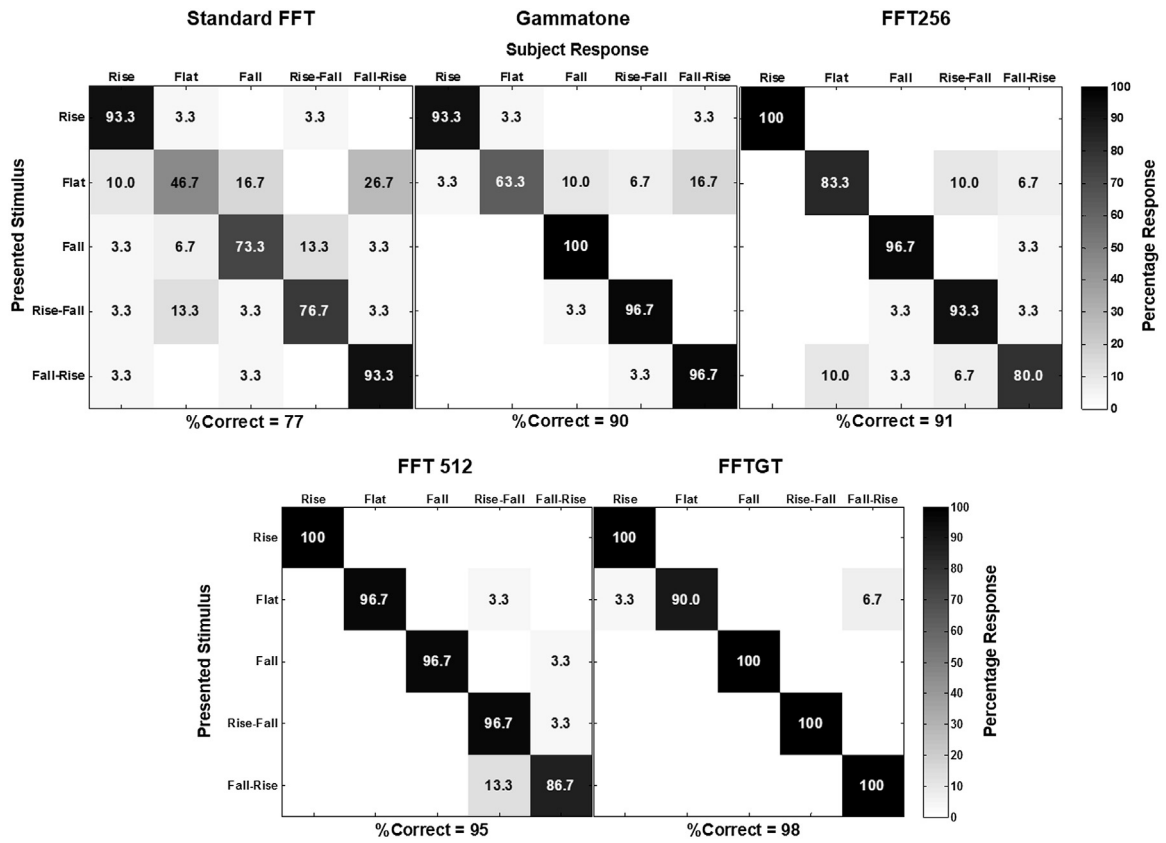 Standard FFT Gammatone FFT256
Subject Response
Rise Flat Fall Rise-Fall Fall-Rise Rise Flat Fall Rise-Fall Fall-Rise Rise Flat Fall Rise-Fall Fall-Rise
Rise 93.3 3.3 3.3 93.3 3.3 3.3 100
Flat 10.0 46.7 16.7 26.7 3.3 63.3 10.0 6.7 16.7 83.3 10.0 6.7
Fall 3.3 6.7 73.3 13.3 3.3 100 96.7 3.3
Rise-Fall 3.3 13.3 3.3 76.7 3.3 3.3 96.7 3.3 93.3 3.3
Fall-Rise 3.3 3.3 93.3 3.3 96.7 10.0 3.3 6.7 80.0
Presented Stimulus
100
90
80
70
60
50
40
30
20
10
0
Percentage Response
%Correct = 77 %Correct = 90 %Correct = 91
FFT 512 FFTGT
Rise Flat Fall Rise-Fall Fall-Rise Rise Flat Fall Rise-Fall Fall-Rise
Rise 100 100
Flat 96.7 3.3 3.3 90.0 6.7
Fall 96.7 3.3 100
Rise-Fall 96.7 3.3 100
Fall-Rise 13.3 86.7 100
Presented Stimulus
100
90
80
70
60
50
40
30
20
10
0
Percentage Response
%Correct = 95 %Correct = 98